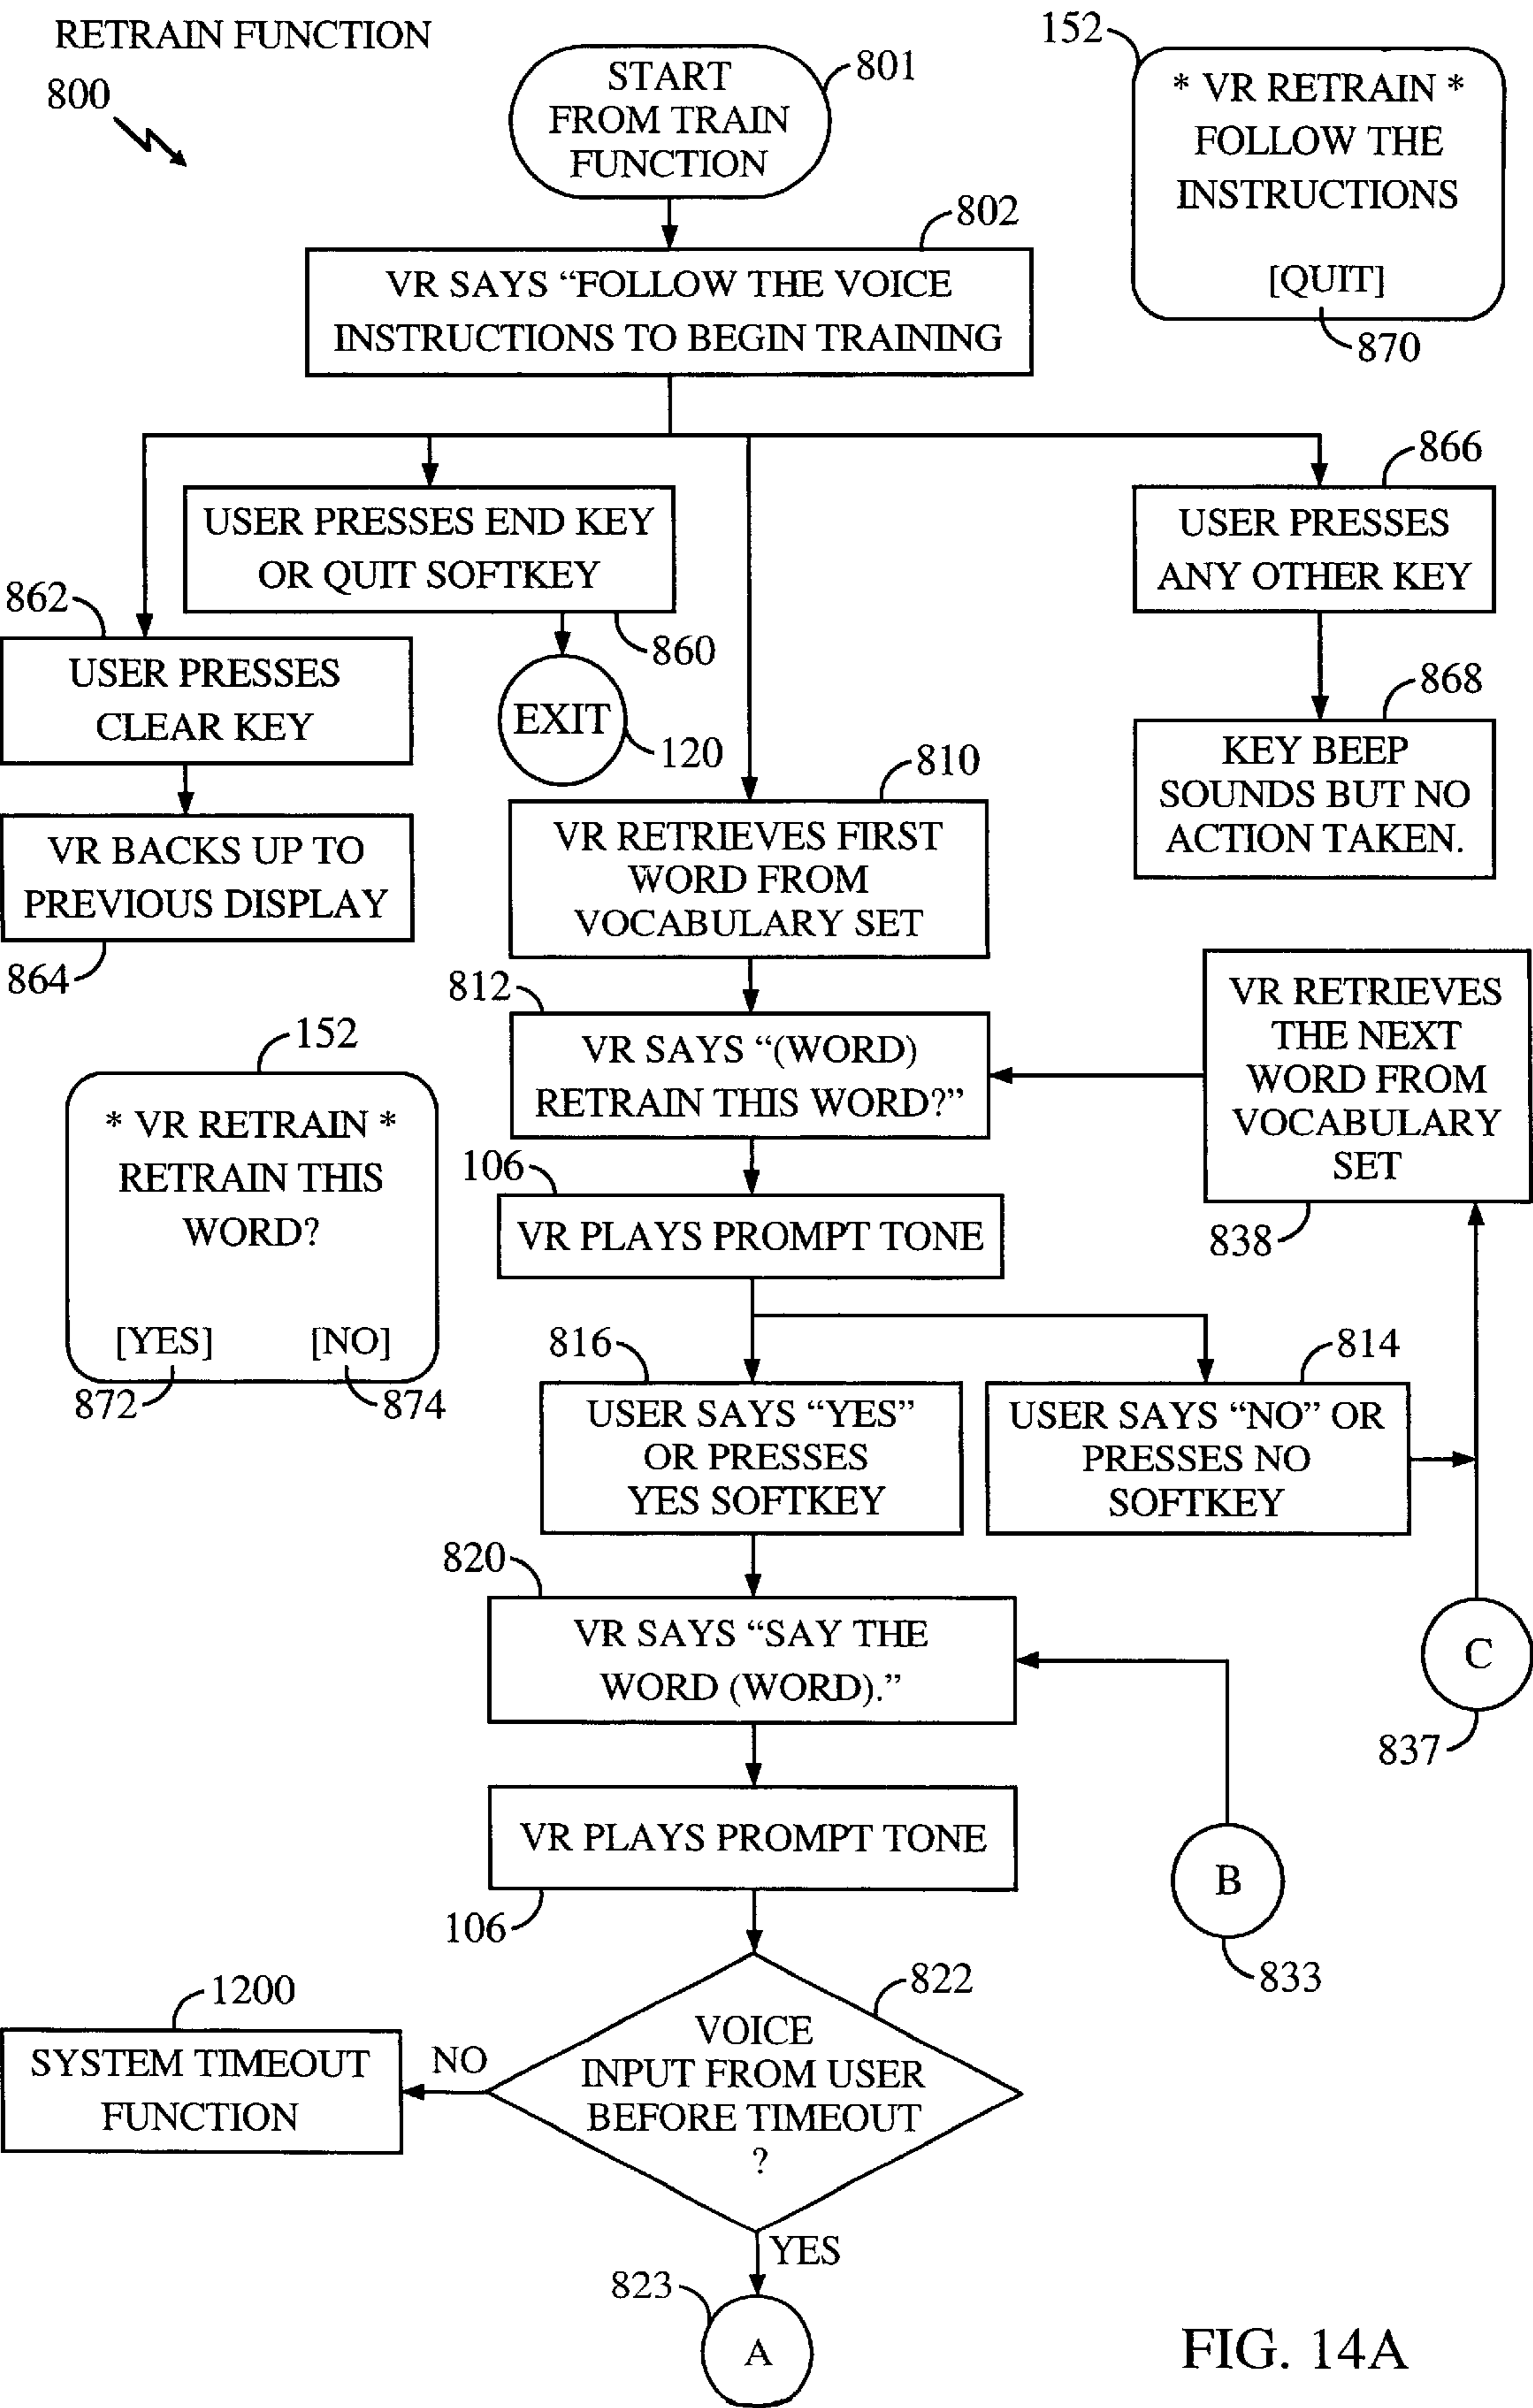 RETRAIN FUNCTION
800
START
FROM TRAIN
FUNCTION
801
152
* VR RETRAIN *
FOLLOW THE
INSTRUCTIONS
[QUIT]
870
802
VR SAYS “FOLLOW THE VOICE
INSTRUCTIONS TO BEGIN TRAINING
866
USER PRESSES
ANY OTHER KEY
USER PRESSES END KEY
OR QUIT SOFTKEY
860
862
USER PRESSES
CLEAR KEY
EXIT
120
868
KEY BEEP
SOUNDS BUT NO
ACTION TAKEN.
VR BACKS UP TO
PREVIOUS DISPLAY
864
810
VR RETRIEVES FIRST
WORD FROM
VOCABULARY SET
812
VR SAYS “(WORD)
RETRAIN THIS WORD?”
VR RETRIEVES
THE NEXT
WORD FROM
VOCABULARY
SET
838
152
* VR RETRAIN *
RETRAIN THIS
WORD?
[YES] [NO]
872
874
106
VR PLAYS PROMPT TONE
816
USER SAYS “YES”
OR PRESSES
YES SOFTKEY
814
USER SAYS “NO” OR
PRESSES NO
SOFTKEY
820
VR SAYS “SAY THE
WORD (WORD).”
C
837
VR PLAYS PROMPT TONE
106
B
833
822
VOICE
INPUT FROM USER
BEFORE TIMEOUT
?
NO
1200
SYSTEM TIMEOUT
FUNCTION
YES
823
A
FIG. 14A